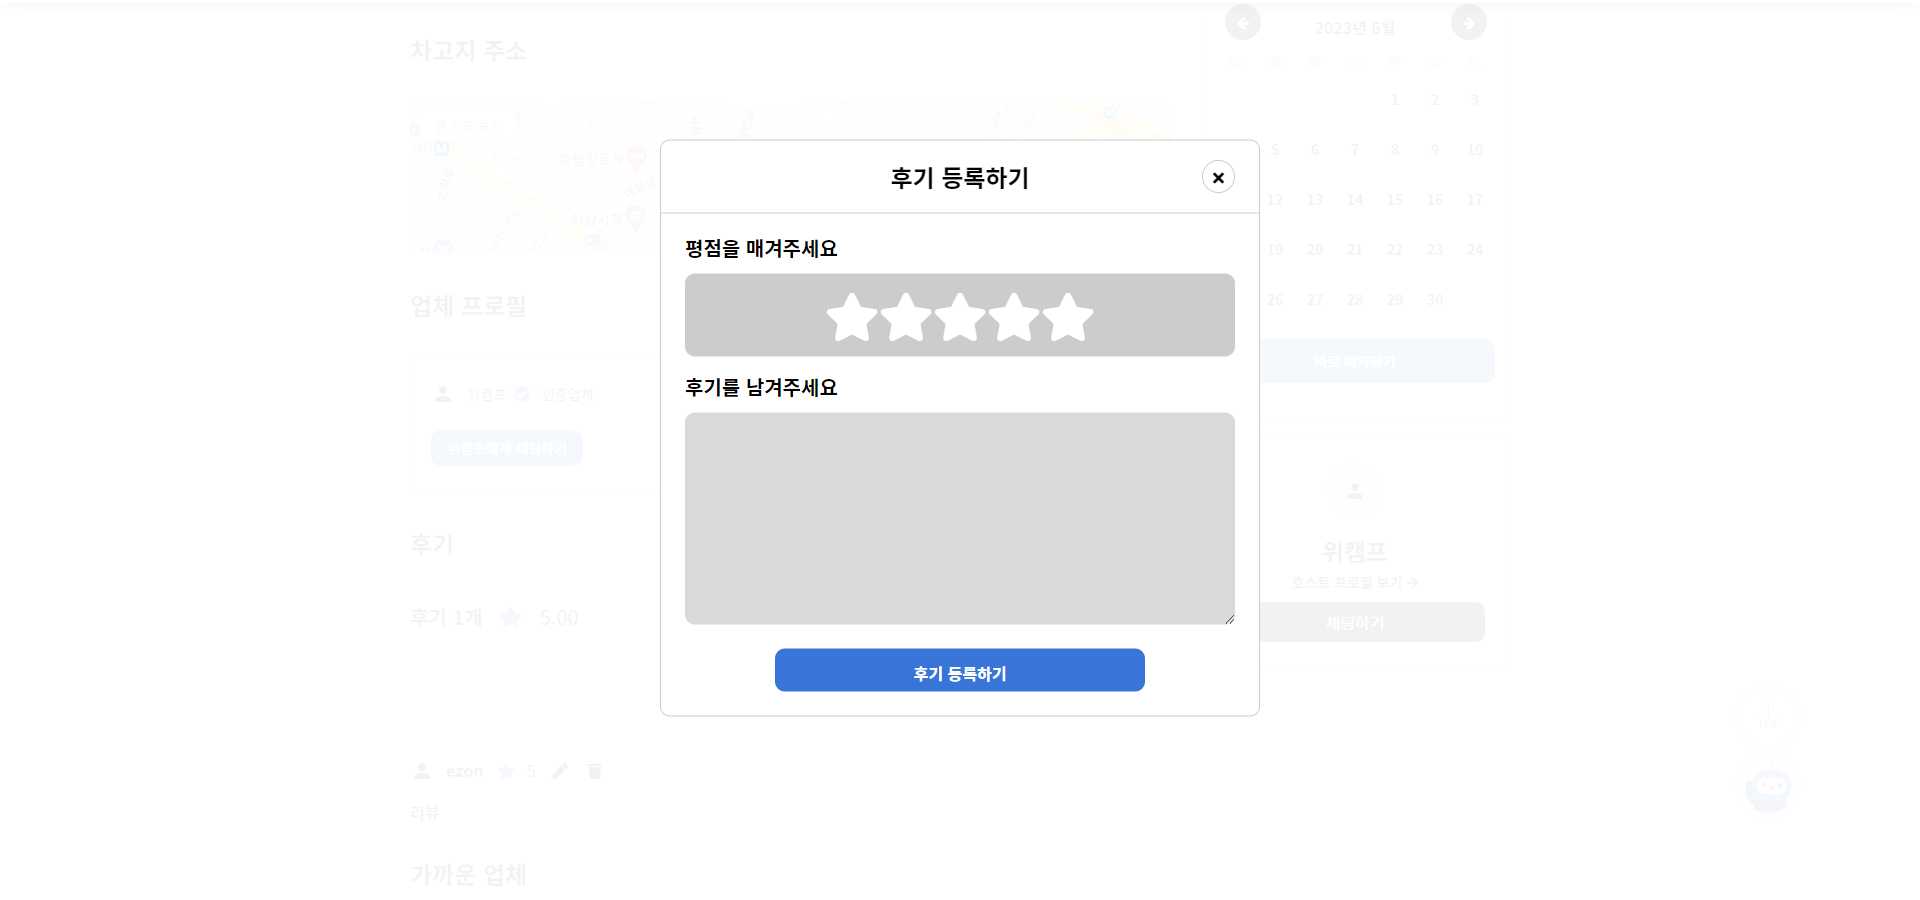 차고지 주소
2023년 6월
1 2 3
5 6 7 8 9 10
12 13 14 15 16 17
19 20 21 22 23 24
26 27 28 29 30
바로 예약하기
후기 등록하기
평점을 매겨주세요
후기를 남겨주세요
후기 등록하기
업체 프로필
위캠프 인증업체
위캠프에게 채팅하기
후기
후기 1개 5.00
위캠프
호스트 프로필 보기
채팅하기
TOP
ezon 5
리뷰
가까운 업체